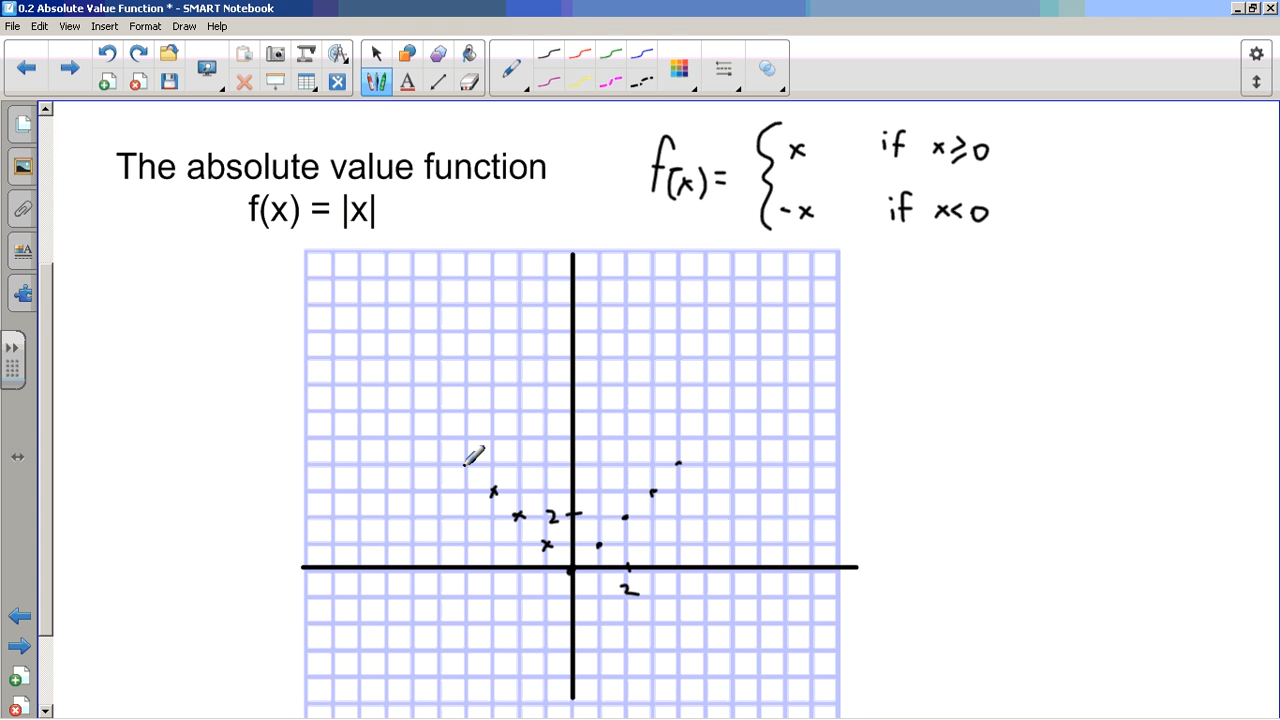 0.2 Absolute Value Function * - SMART Notebook
File Edit View Insert Format Draw Help
The absolute value function
f(x) = |x|
f(x) = { x if x ≥ 0
-x if x < 0
2
2